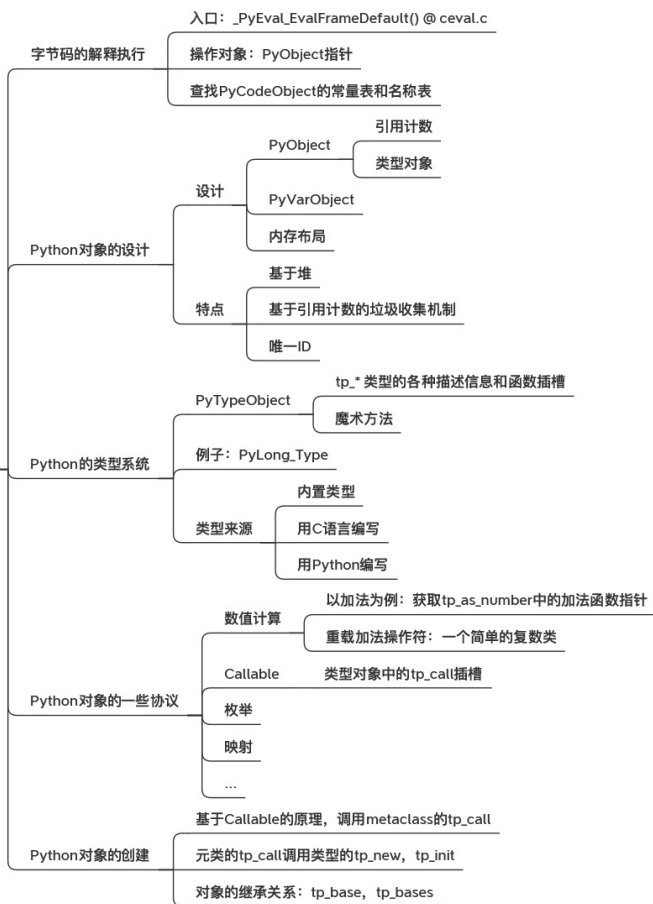 字节码的解释执行
入口：_PyEval_EvalFrameDefault() @ ceval.c
操作对象：PyObject指针
查找PyCodeObject的常量表和名称表
Python对象的设计
设计
PyObject
引用计数
类型对象
PyVarObject
内存布局
特点
基于堆
基于引用计数的垃圾收集机制
唯一ID
Python的类型系统
PyTypeObject
tp_* 类型的各种描述信息和函数插槽
魔术方法
例子：PyLong_Type
类型来源
内置类型
用C语言编写
用Python编写
Python对象的一些协议
数值计算
以加法为例：获取tp_as_number中的加法函数指针
重载加法操作符：一个简单的复数类
Callable
类型对象中的tp_call插槽
枚举
映射
...
Python对象的创建
基于Callable的原理，调用metaclass的tp_call
元类的tp_call调用类型的tp_new，tp_init
对象的继承关系：tp_base，tp_bases